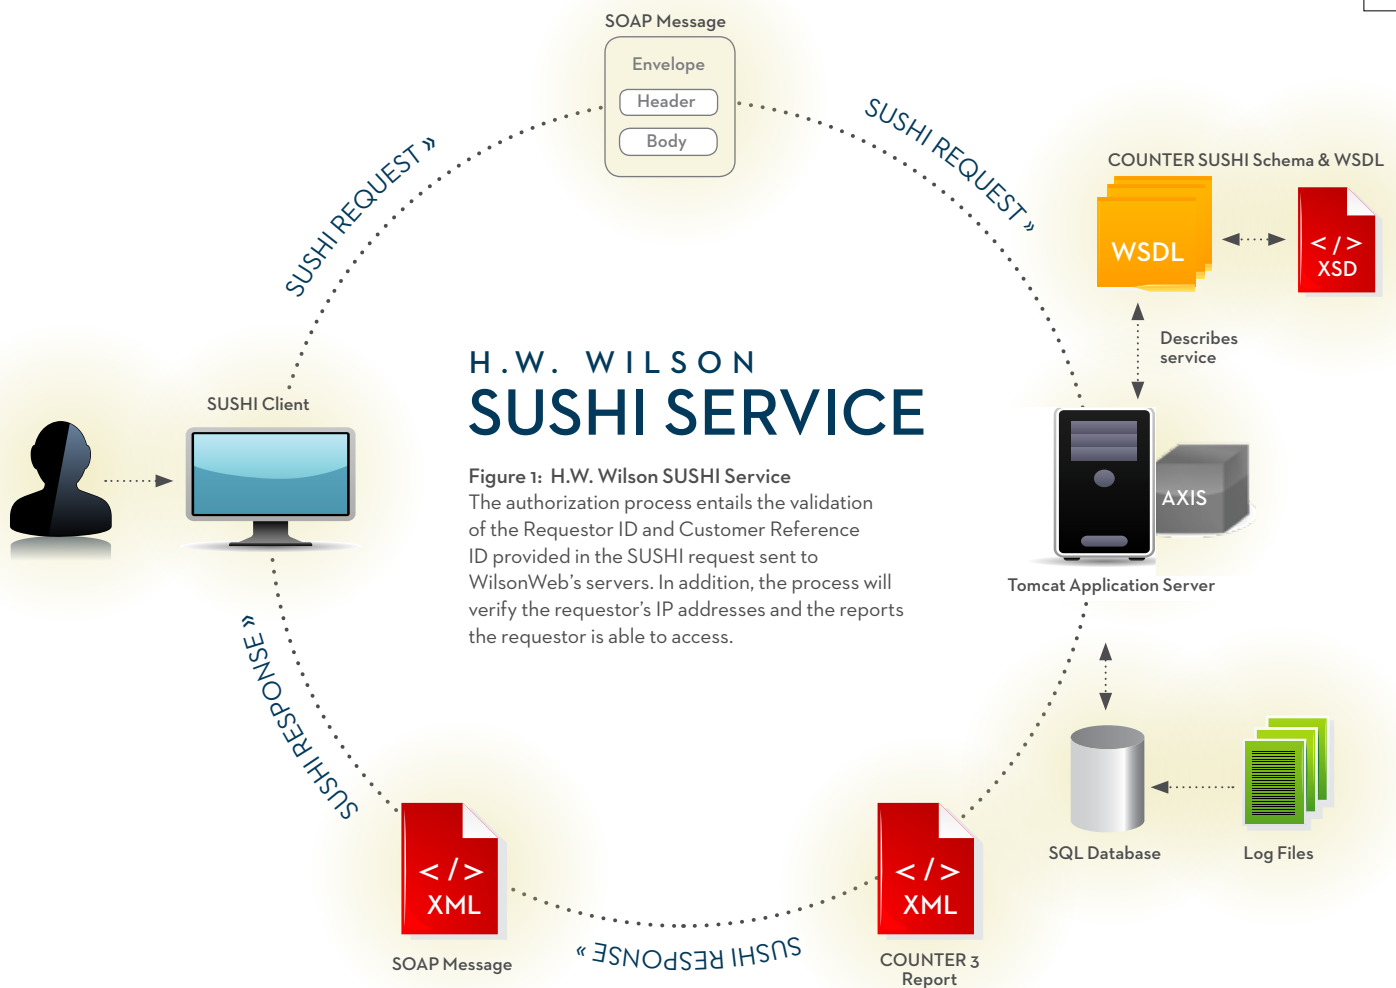 SOAP Message
Envelope
Header
Body
SUSHI REQUEST »
SUSHI REQUEST »
COUNTER SUSHI Schema & WSDL
WSDL
</>
XSD
Describes
service
SUSHI Client
H.W. WILSON
SUSHI SERVICE
Figure 1: H.W. Wilson SUSHI Service
The authorization process entails the validation
of the Requestor ID and Customer Reference
ID provided in the SUSHI request sent to
WilsonWeb's servers. In addition, the process will
verify the requestor's IP addresses and the reports
the requestor is able to access.
AXIS
Tomcat Application Server
SQL Database
Log Files
</>
XML
COUNTER 3
Report
SUSHI RESPONSE »
</>
XML
SOAP Message
SUSHI RESPONSE »